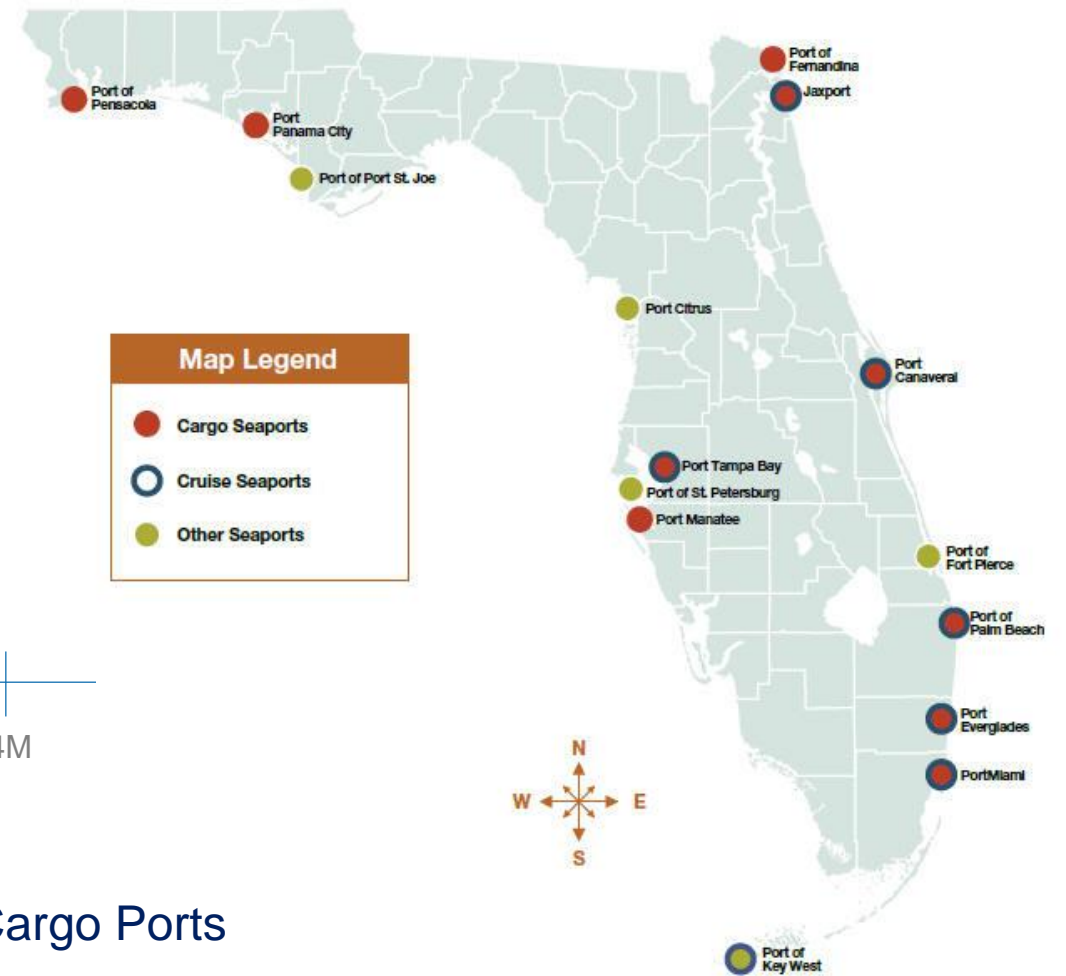 Port of
Fernandina
Jaxport
Port of
Pensacola
Port
Panama City
Port of Port St. Joe
Port Citrus
Map Legend
Cargo Seaports
Cruise Seaports
Other Seaports
Port
Canaveral
Port Tampa Bay
Port of St. Petersburg
Port Manatee
Port of
Fort Pierce
Port of
Palm Beach
Port
Everglades
PortMiami
N
W
E
S
Cargo Ports
Port of
Key West